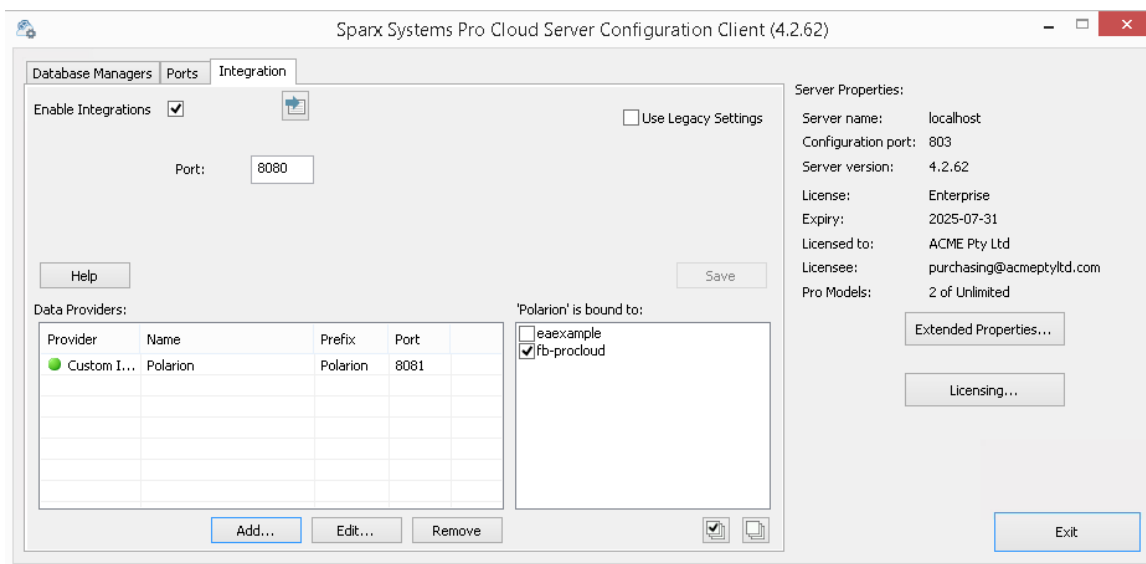 Sparx Systems Pro Cloud Server Configuration Client (4.2.62)
Database Managers Ports Integration
Enable Integrations
Use Legacy Settings
Port: 8080
Help Save
Data Providers:
Provider Name Prefix Port
Custom I... Polarion Polarion 8081
Add... Edit... Remove
'Polarion' is bound to:
eaexample
fb-procloud
Server Properties:
Server name: localhost
Configuration port: 803
Server version: 4.2.62
License: Enterprise
Expiry: 2025-07-31
Licensed to: ACME Pty Ltd
Licensee: purchasing@acmeptyltd.com
Pro Models: 2 of Unlimited
Extended Properties...
Licensing...
Exit